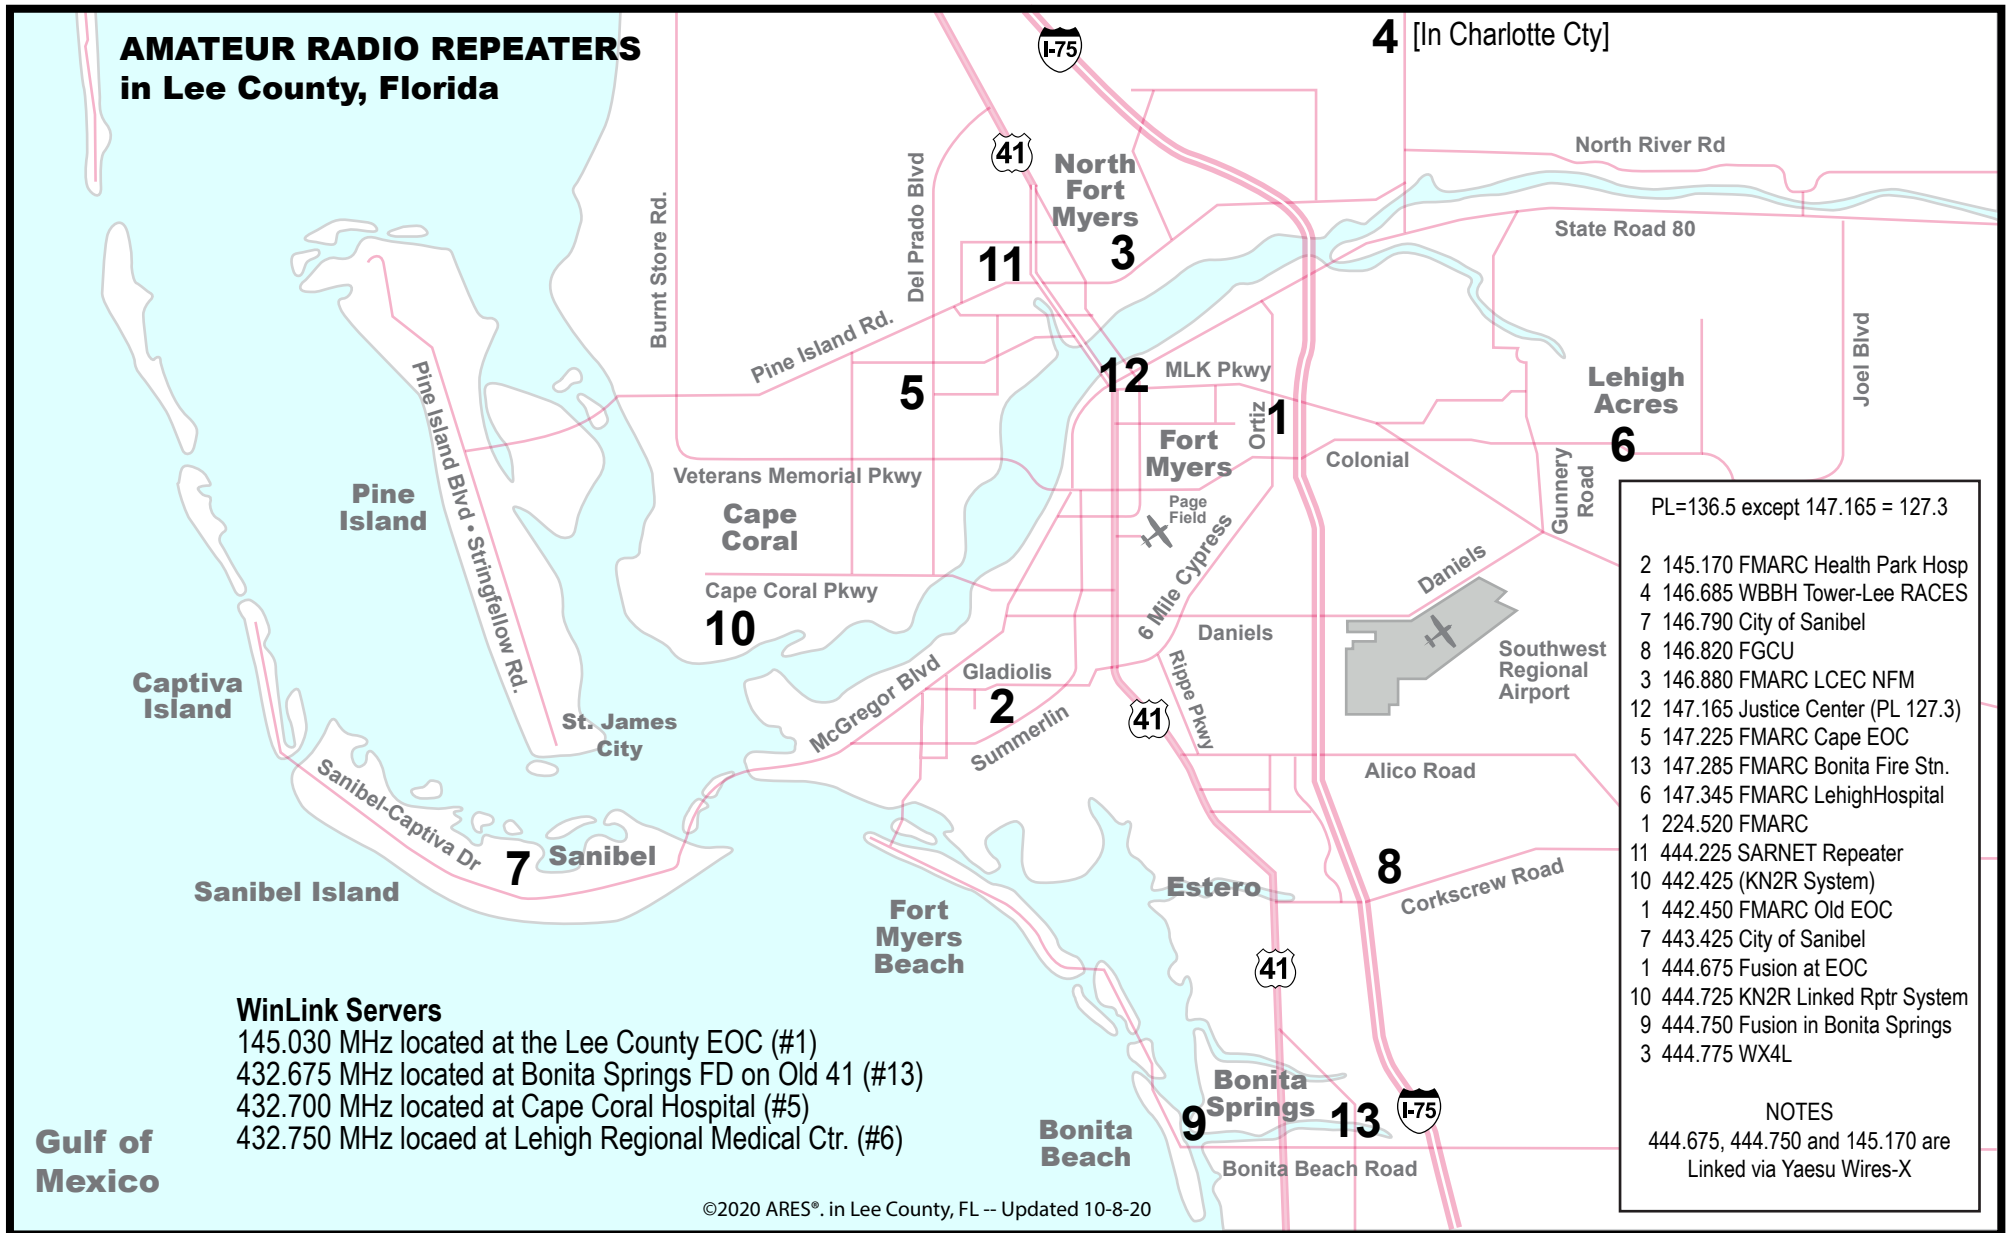 AMATEUR RADIO REPEATERS
in Lee County, Florida
I-75
4 [In Charlotte Cty]
41
North
Fort
Myers
North River Rd
State Road 80
Burnt Store Rd.
Del Prado Blvd
11
3
Pine Island Rd.
5
12
MLK Pkwy
Ortiz
1
Lehigh
Acres
6
Joel Blvd
Fort
Myers
Colonial
Gunnery
Road
Veterans Memorial Pkwy
Pine
Island
Pine Island Blvd • Stringfellow Rd.
Cape
Coral
Page
Field
6 Mile Cypress
Daniels
Cape Coral Pkwy
10
Daniels
Southwest
Regional
Airport
Captiva
Island
St. James
City
McGregor Blvd
Gladiolis
2
Summerlin
Rippe Pkwy
41
Alico Road
Sanibel-Captiva Dr
7
Sanibel
Sanibel Island
8
Corkscrew Road
Estero
Fort
Myers
Beach
41
Bonita
Springs
9
13
I-75
Bonita
Beach
Bonita Beach Road
Gulf of
Mexico
WinLink Servers
145.030 MHz located at the Lee County EOC (#1)
432.675 MHz located at Bonita Springs FD on Old 41 (#13)
432.700 MHz located at Cape Coral Hospital (#5)
432.750 MHz locaed at Lehigh Regional Medical Ctr. (#6)
©2020 ARES®. in Lee County, FL -- Updated 10-8-20
PL=136.5 except 147.165 = 127.3
2 145.170 FMARC Health Park Hosp
4 146.685 WBBH Tower-Lee RACES
7 146.790 City of Sanibel
8 146.820 FGCU
3 146.880 FMARC LCEC NFM
12 147.165 Justice Center (PL 127.3)
5 147.225 FMARC Cape EOC
13 147.285 FMARC Bonita Fire Stn.
6 147.345 FMARC LehighHospital
1 224.520 FMARC
11 444.225 SARNET Repeater
10 442.425 (KN2R System)
1 442.450 FMARC Old EOC
7 443.425 City of Sanibel
1 444.675 Fusion at EOC
10 444.725 KN2R Linked Rptr System
9 444.750 Fusion in Bonita Springs
3 444.775 WX4L
NOTES
444.675, 444.750 and 145.170 are
Linked via Yaesu Wires-X